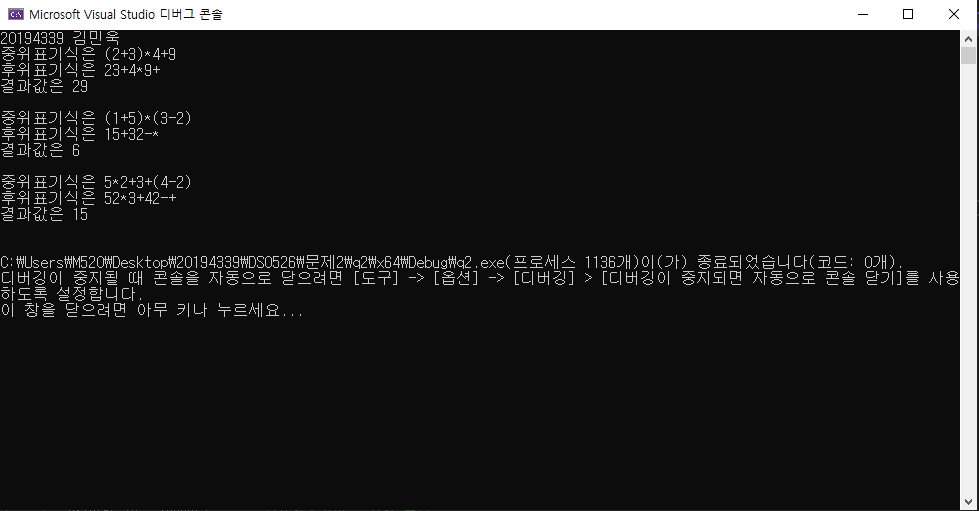 Microsoft Visual Studio 디버그 콘솔
20194339 김민욱
중위표기식은 (2+3)*4+9
후위표기식은 23+4*9+
결과값은 29
중위표기식은 (1+5)*(3-2)
후위표기식은 15+32-*
결과값은 6
중위표기식은 5*2+3+(4-2)
후위표기식은 52*3+42-+
결과값은 15
C:₩Users₩M520₩Desktop₩20194339₩DS0526₩문제2₩q2₩x64₩Debug₩q2.exe(프로세스 1136개)이(가) 종료되었습니다(코드: 0개).
디버깅이 중지될 때 콘솔을 자동으로 닫으려면 [도구] -> [옵션] -> [디버깅] > [디버깅이 중지되면 자동으로 콘솔 닫기]를 사용
하도록 설정합니다.
이 창을 닫으려면 아무 키나 누르세요...